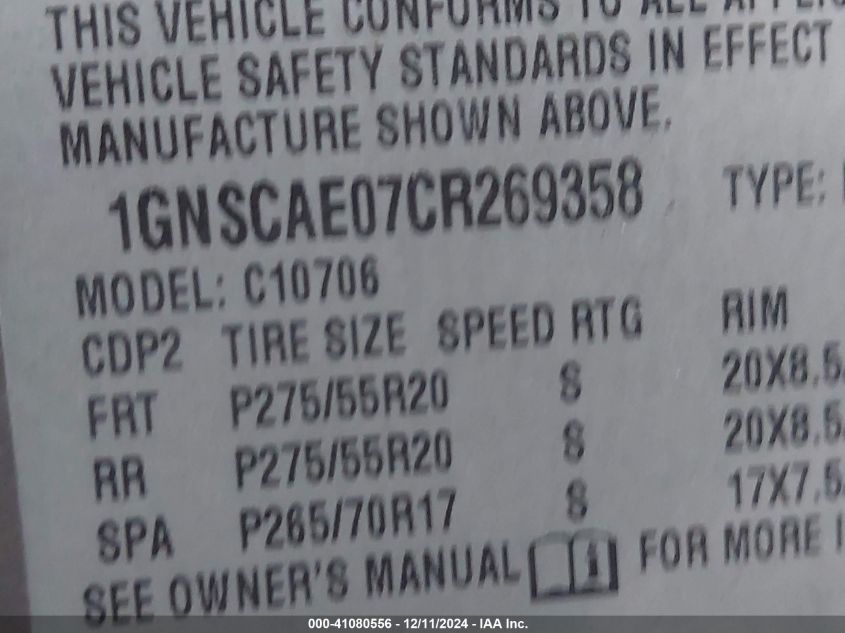 THIS VEHICLE CONFORMS TO ALL
VEHICLE SAFETY STANDARDS IN EFFECT
MANUFACTURE SHOWN ABOVE.
1GNSCAE07CR269358 TYPE:
MODEL: C10706
CDP2 TIRE SIZE SPEED RTG RIM
FRT P275/55R20 S 20X8.5
RR P275/55R20 S 20X8.5
SPA P265/70R17 S 17X7.5
SEE OWNER'S MANUAL FOR MORE
000-41080556 - 12/11/2024 - IAA Inc.